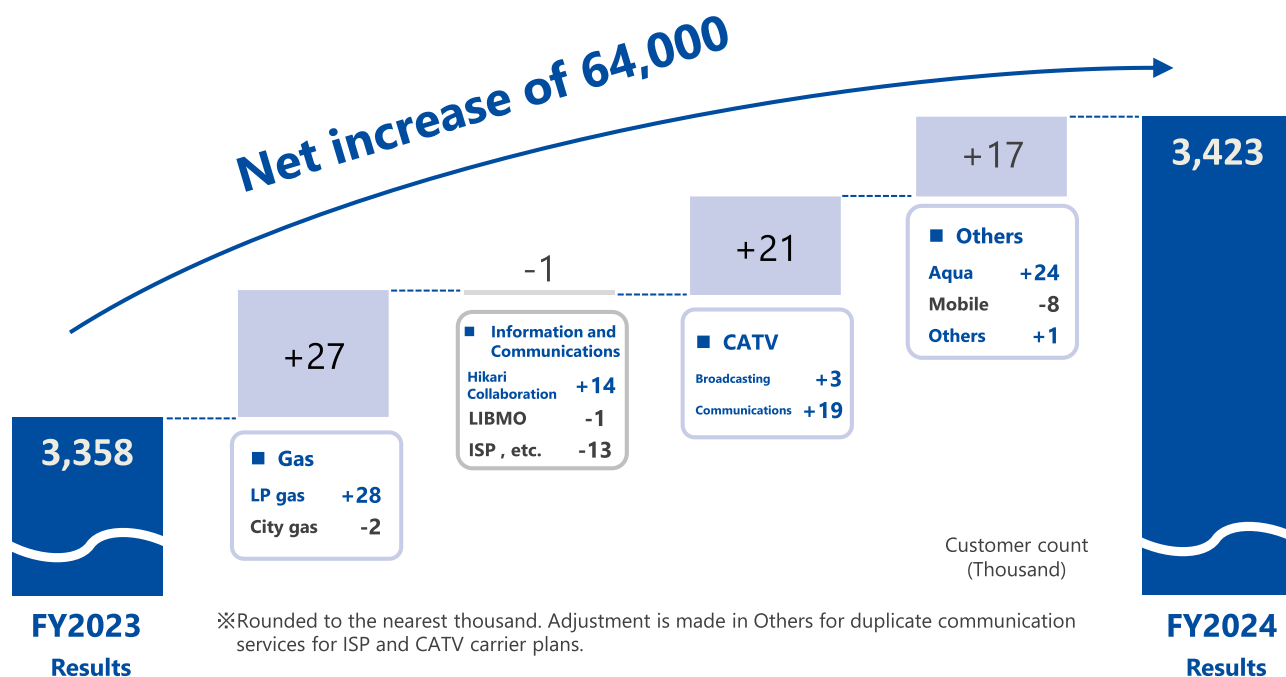 Net increase of 64,000
3,358
FY2023
Results
+27
■ Gas
LP gas +28
City gas -2
-1
■ Information and
Communications
Hikari
Collaboration +14
LIBMO -1
ISP , etc. -13
+21
■ CATV
Broadcasting +3
Communications +19
+17
■ Others
Aqua +24
Mobile -8
Others +1
3,423
FY2024
Results
Customer count
(Thousand)
※Rounded to the nearest thousand. Adjustment is made in Others for duplicate communication
services for ISP and CATV carrier plans.